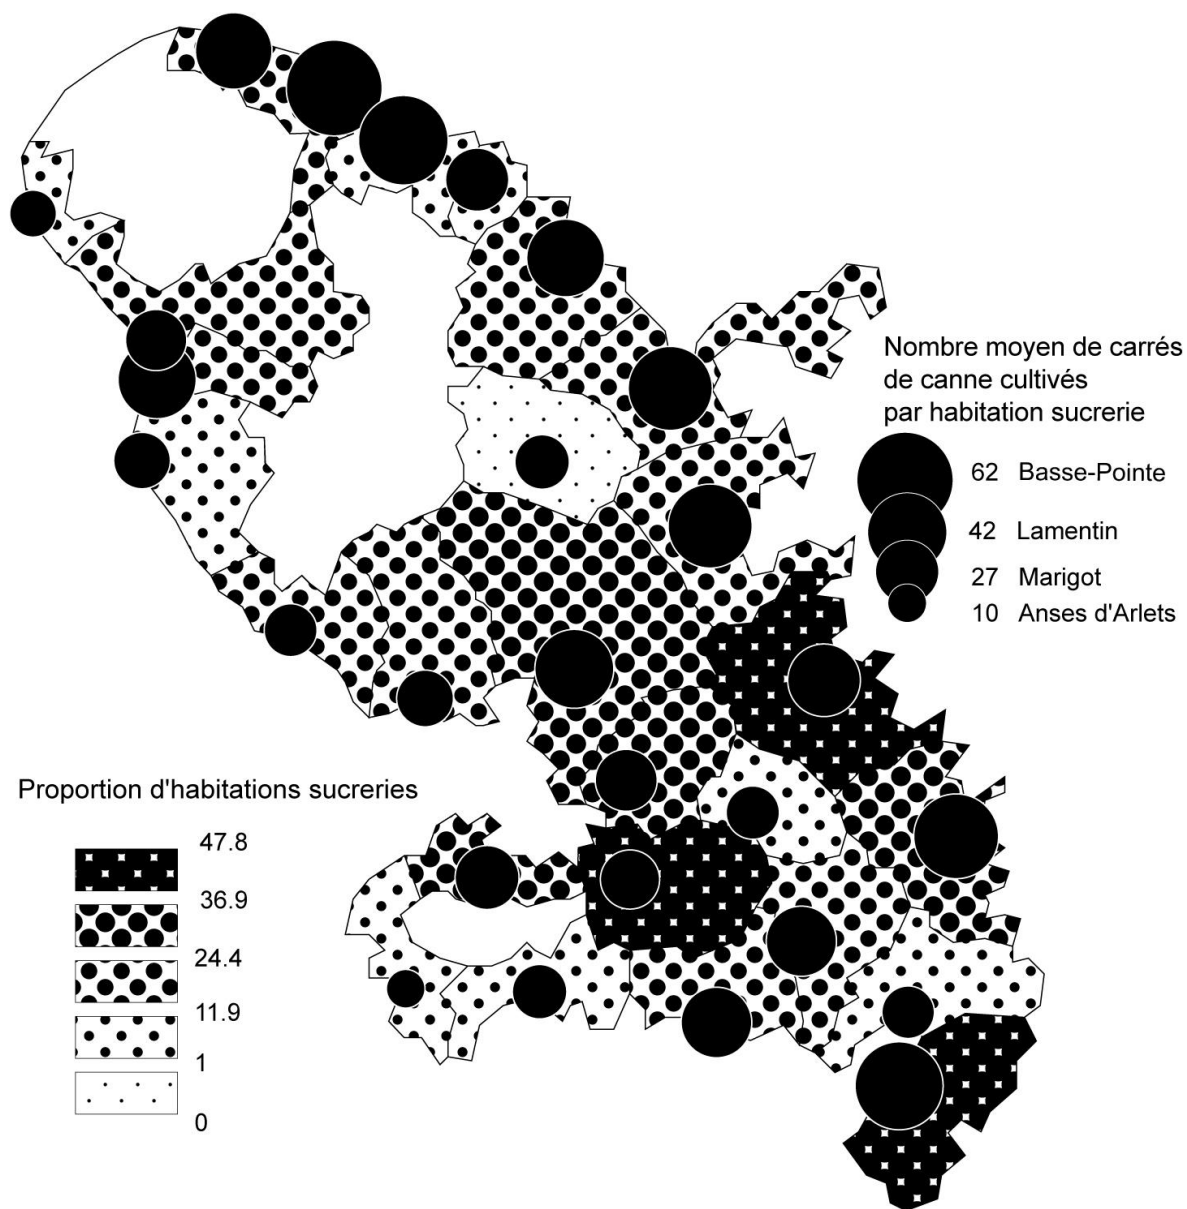 Nombre moyen de carrés
de canne cultivés
par habitation sucrerie
62 Basse-Pointe
42 Lamentin
27 Marigot
10 Anses d'Arlets
Proportion d'habitations sucreries
47.8
36.9
24.4
11.9
1
0